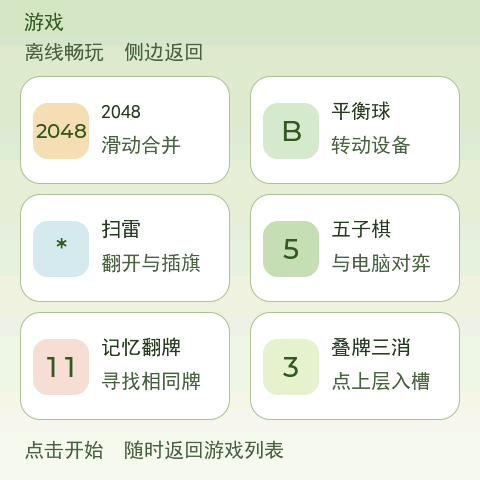 游戏
离线畅玩　侧边返回
2048
2048
滑动合并
B
平衡球
转动设备
*
扫雷
翻开与插旗
5
五子棋
与电脑对弈
11
记忆翻牌
寻找相同牌
3
叠牌三消
点上层入槽
点击开始　随时返回游戏列表